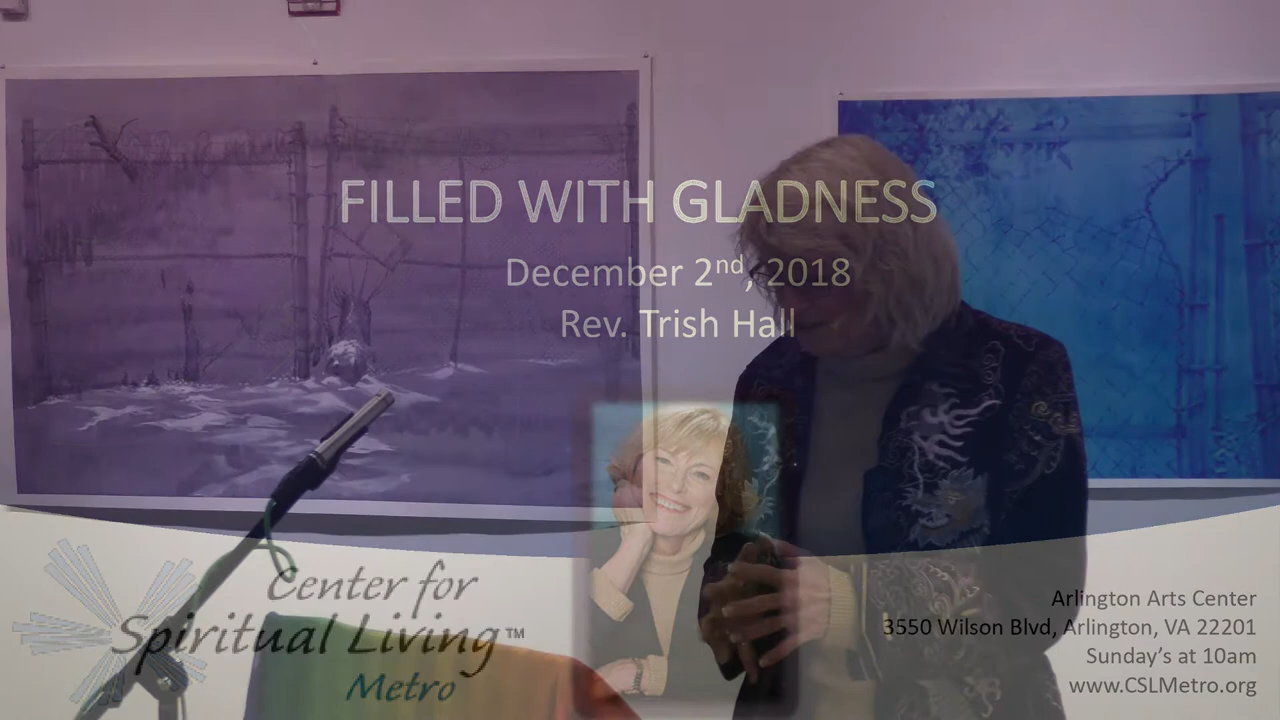 FILLED WITH GLADNESS
December 2nd, 2018
Rev. Trish Hall
Center for
Spiritual Living™
Metro
Arlington Arts Center
3550 Wilson Blvd, Arlington, VA 22201
Sunday's at 10am
www.CSLMetro.org